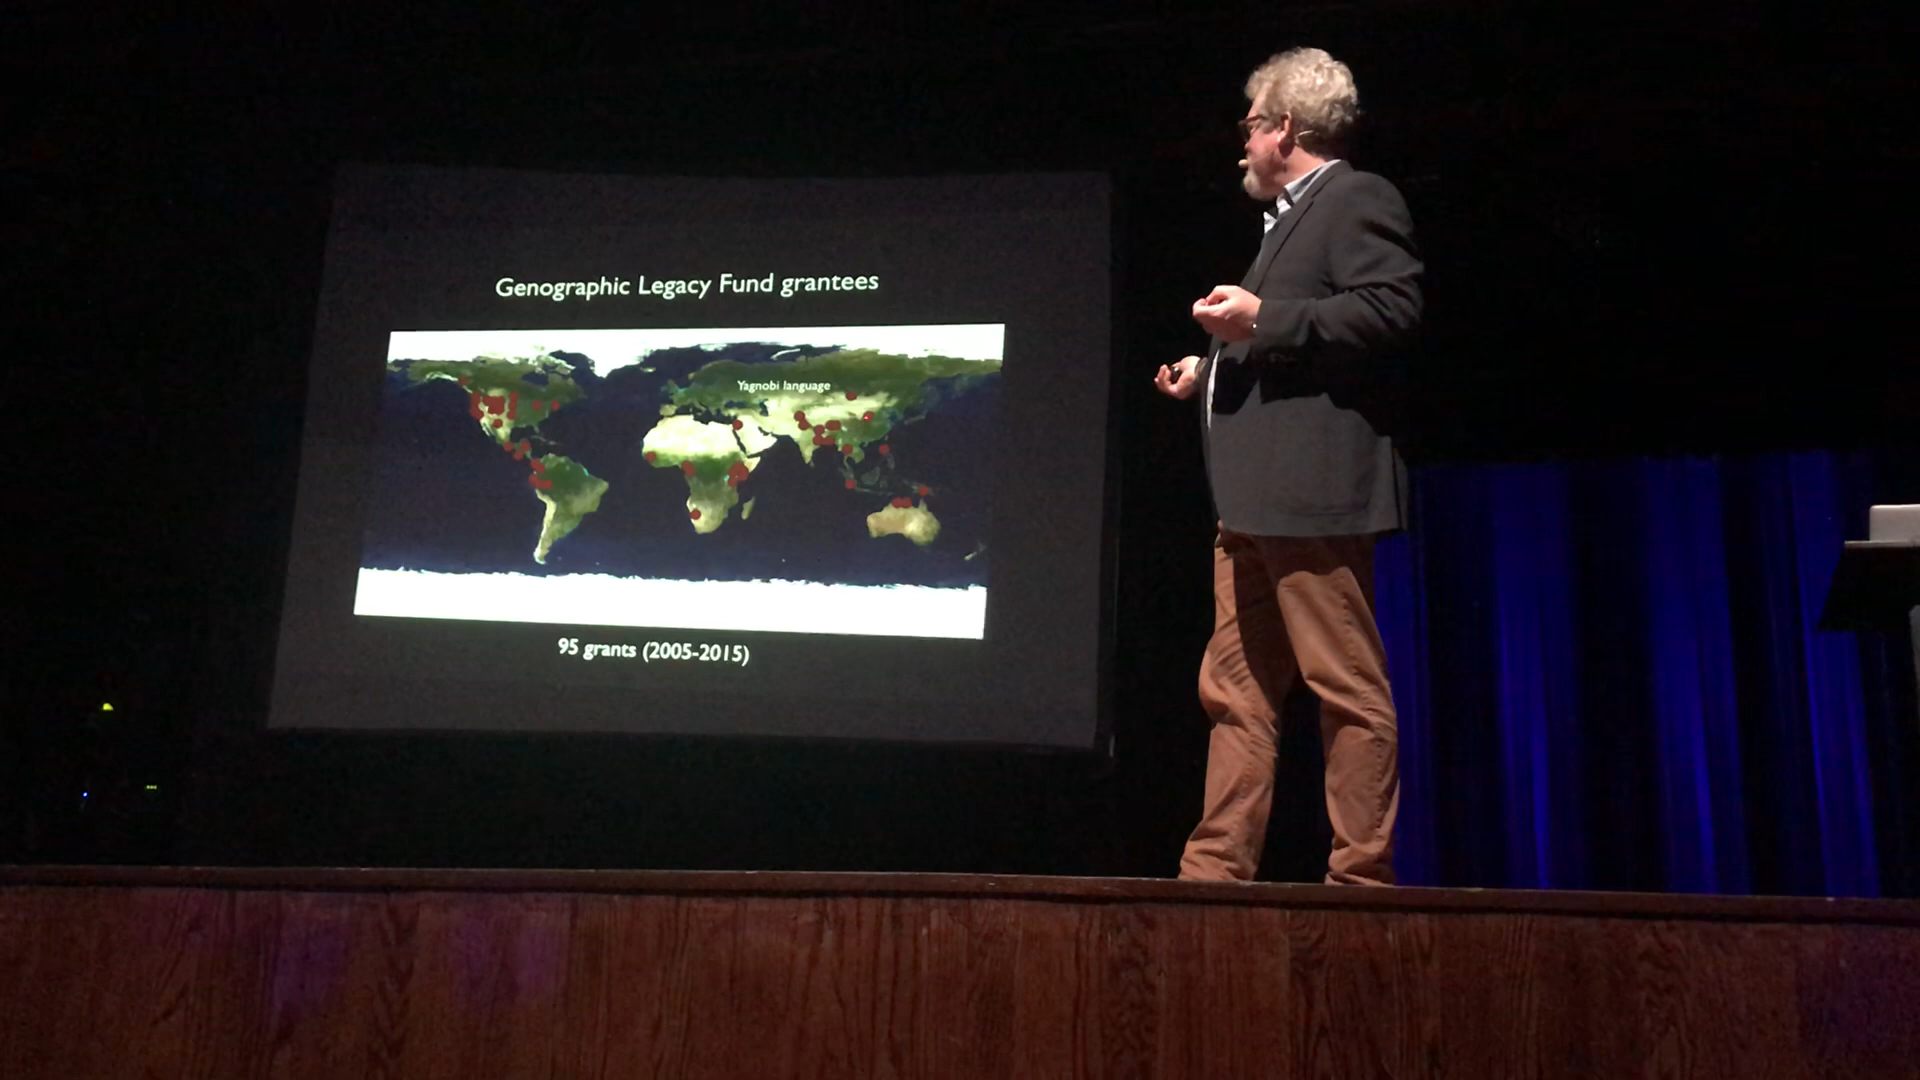 Genographic Legacy Fund grantees
Yagnobi language
95 grants (2005-2015)